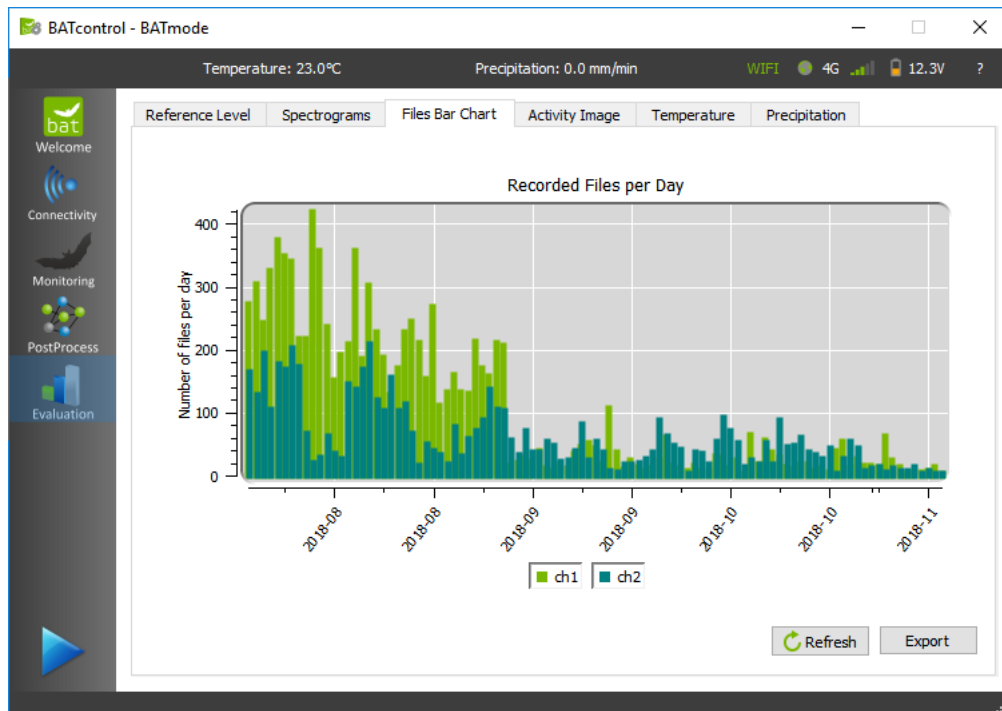 BATcontrol - BATmode
Temperature: 23.0ºC Precipitation: 0.0 mm/min WIFI 4G 12.3V ?
bat
Welcome
Connectivity
Monitoring
PostProcess
Evaluation
Reference Level Spectrograms Files Bar Chart Activity Image Temperature Precipitation
Recorded Files per Day
Number of files per day
400
300
200
100
0
2018-08 2018-08 2018-09 2018-09 2018-10 2018-10 2018-11
ch1 ch2
Refresh Export